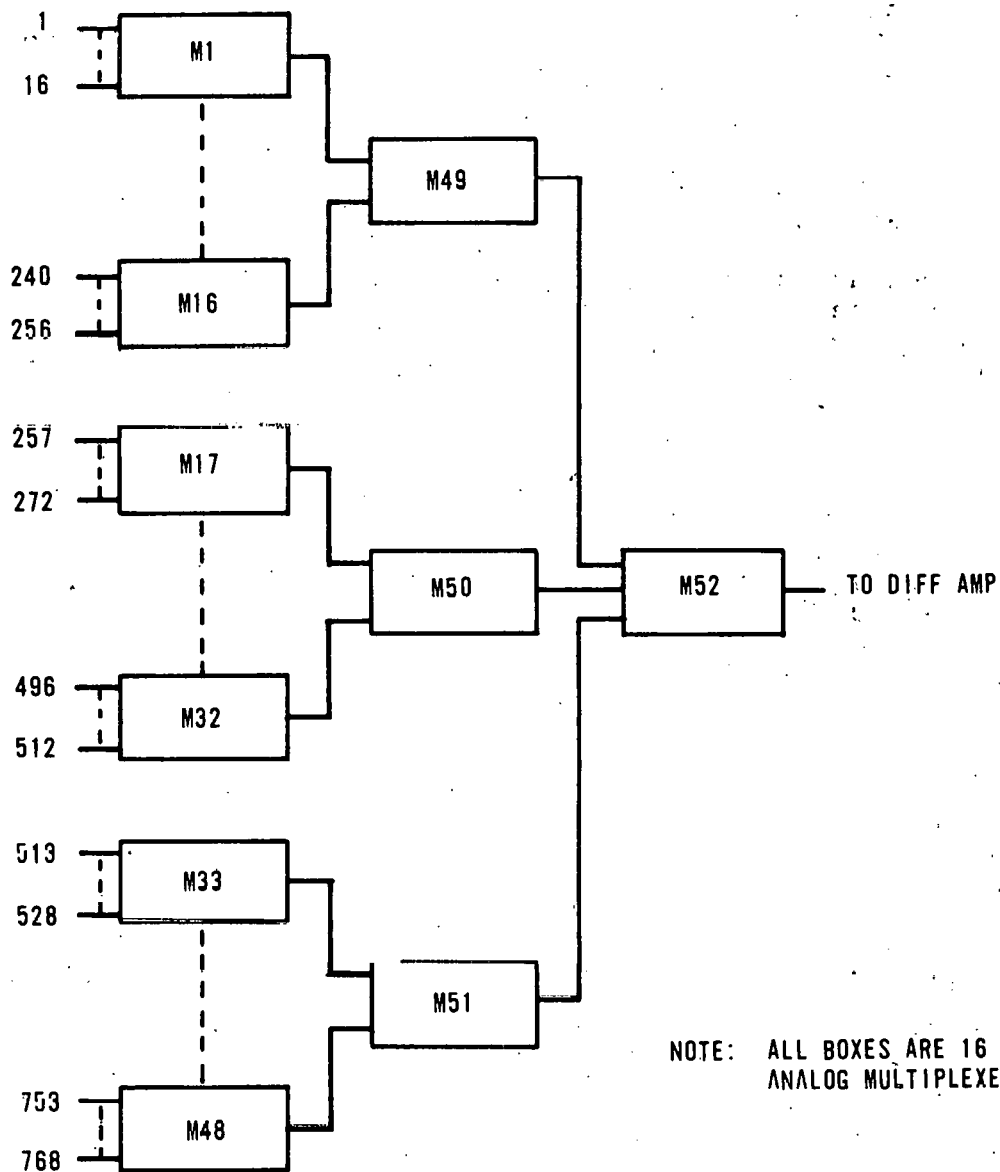 1
M1
16
M49
240
M16
256
257
M17
272
M50
M52
TO DIFF AMP
496
M32
512
513
M33
528
M51
NOTE: ALL BOXES ARE 16
ANALOG MULTIPLEXE
753
M48
768